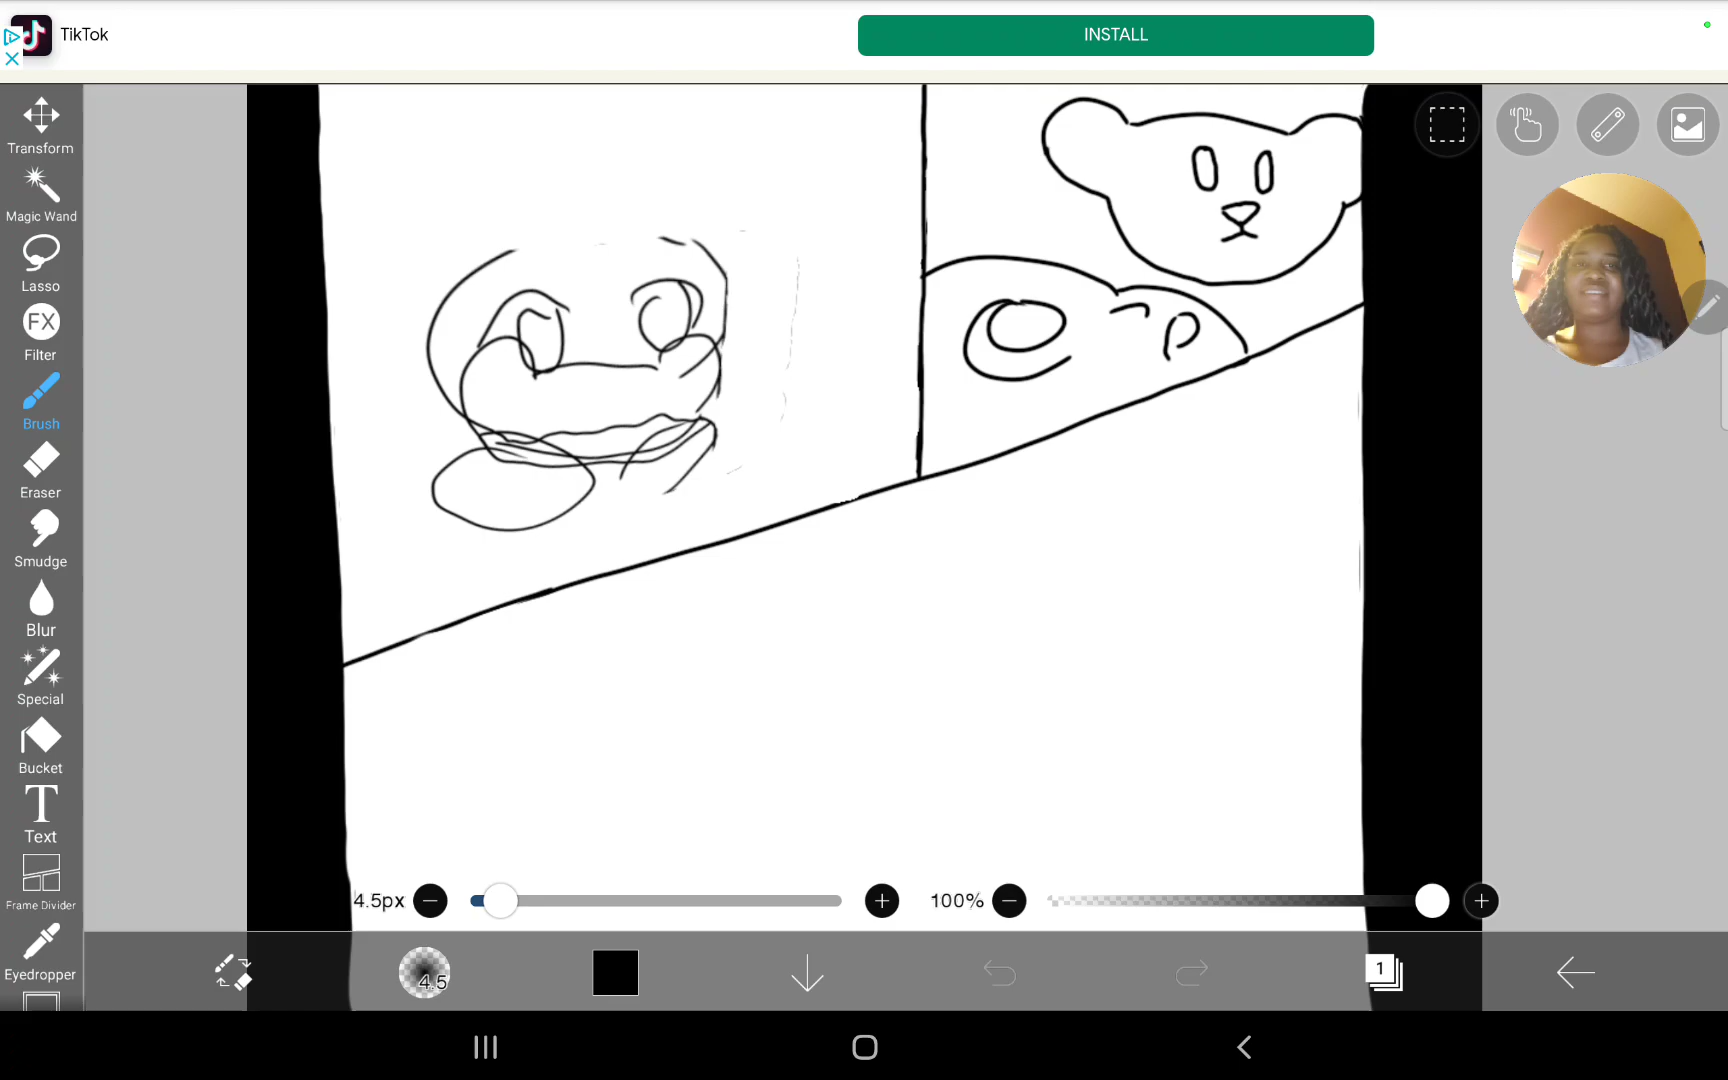 TikTok
INSTALL
Transform
Magic Wand
Lasso
FX
Filter
Brush
Eraser
Smudge
Blur
Special
Bucket
T
Text
Frame Divider
Eyedropper
4.5px
100%
4.5
1